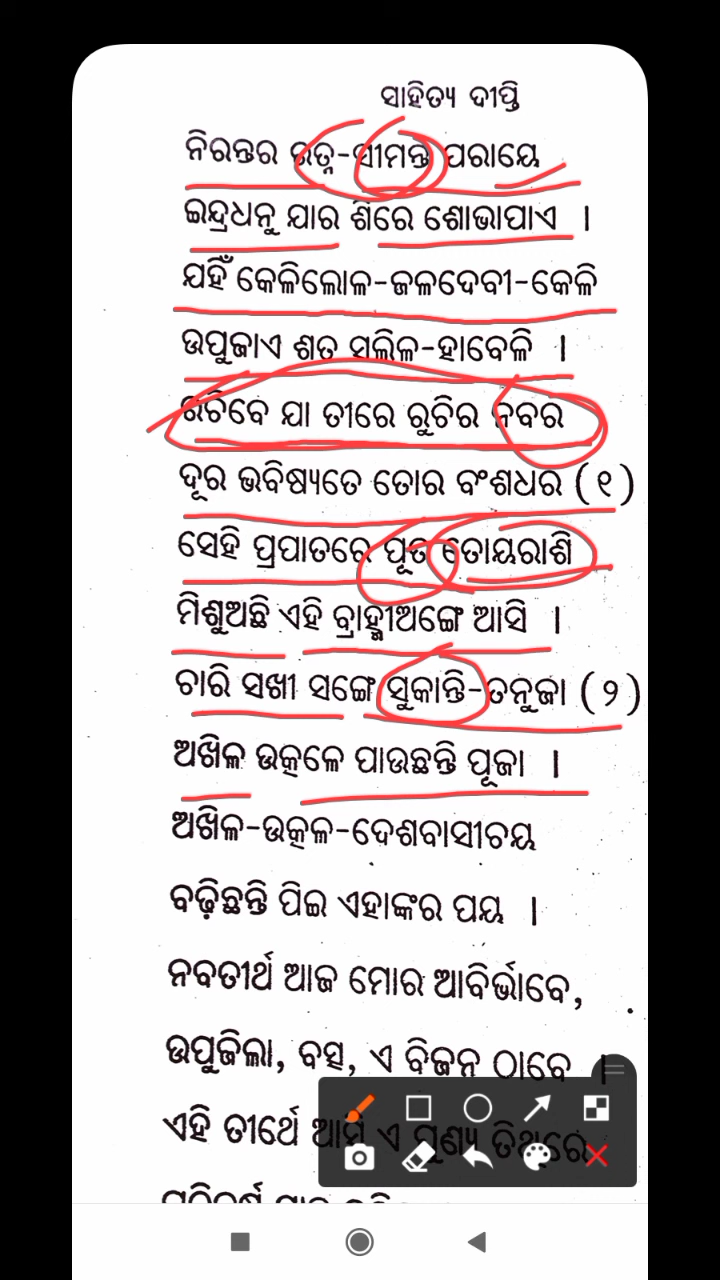 ସାହିତ୍ୟ ଦୀପ୍ତି
ନିରନ୍ତର ରତ୍ନ-ସୀମନ୍ତି ପରାୟେ
ଇନ୍ଦ୍ରଧନୁ ଯାର ଶିରେ ଶୋଭାପାଏ ।
ଯହିଁ କେଳିଲୋଳ-ଜଳଦେବୀ-କେଳି
ଉପୁଜାଏ ଶତ ସଲିଳ-ହାବେଳି ।
ରଚିବେ ଯା ତୀରେ ରୁଚିର ନବର
ଦୂର ଭବିଷ୍ୟତେ ତୋର ବଂଶଧର (୧)
ସେହି ପ୍ରପାତରେ ପୂତ ତୋୟରାଶି
ମିଶୁଅଛି ଏହି ବ୍ରାହ୍ମୀଅଙ୍ଗେ ଆସି ।
ଚାରି ସଖୀ ସଙ୍ଗେ ସୁକାନ୍ତି-ତନୁଜା (୨)
ଅଖିଳ ଉତ୍କଳେ ପାଉଛନ୍ତି ପୂଜା ।
ଅଖିଳ-ଉତ୍କଳ-ଦେଶବାସୀଚୟ
ବଢ଼ିଛନ୍ତି ପିଇ ଏହାଙ୍କର ପୟ ।
ନବତୀର୍ଥ ଆଜ ମୋର ଆବିର୍ଭାବେ,
ଉପୁଜିଲା, ବତ୍ସ, ଏ ବିଜନ ଠାବେ ।
ଏହି ତୀର୍ଥେ ଆସି ଏ ପୁଣ୍ୟ ତିଥିରେ